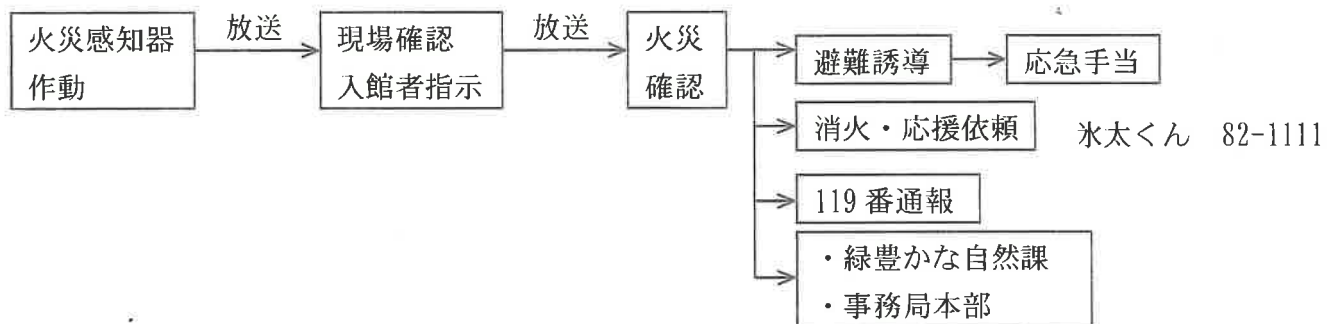 火災感知器
作動
放送
現場確認
入館者指示
放送
火災
確認
避難誘導
応急手当
消火・応援依頼
氷太くん 82-1111
119番通報
・緑豊かな自然課
・事務局本部